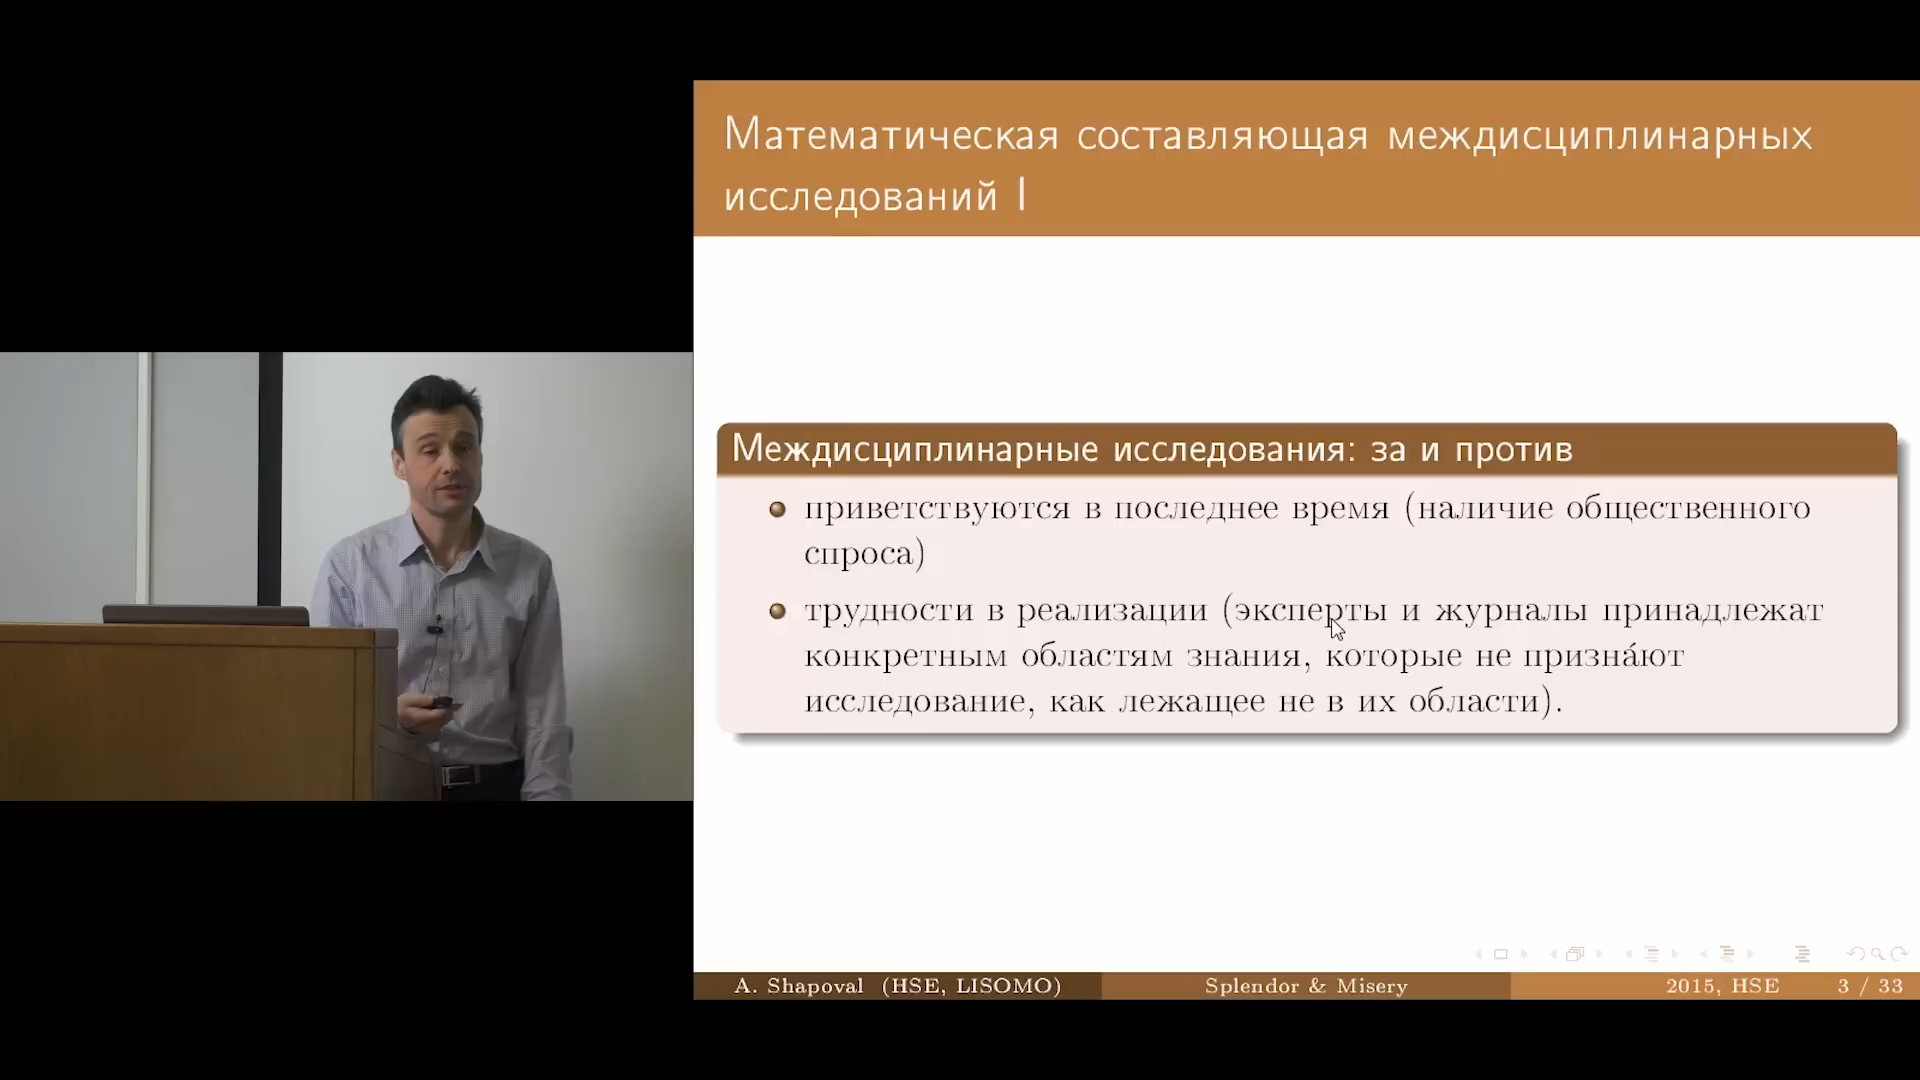 Математическая составляющая междисциплинарных
исследований I
Междисциплинарные исследования: за и против
приветствуются в последнее время (наличие общественного
спроса)
трудности в реализации (эксперты и журналы принадлежат
конкретным областям знания, которые не призна́ют
исследование, как лежащее не в их области).
A. Shapoval (HSE, LISOMO) Splendor & Misery 2015, HSE 3 / 33